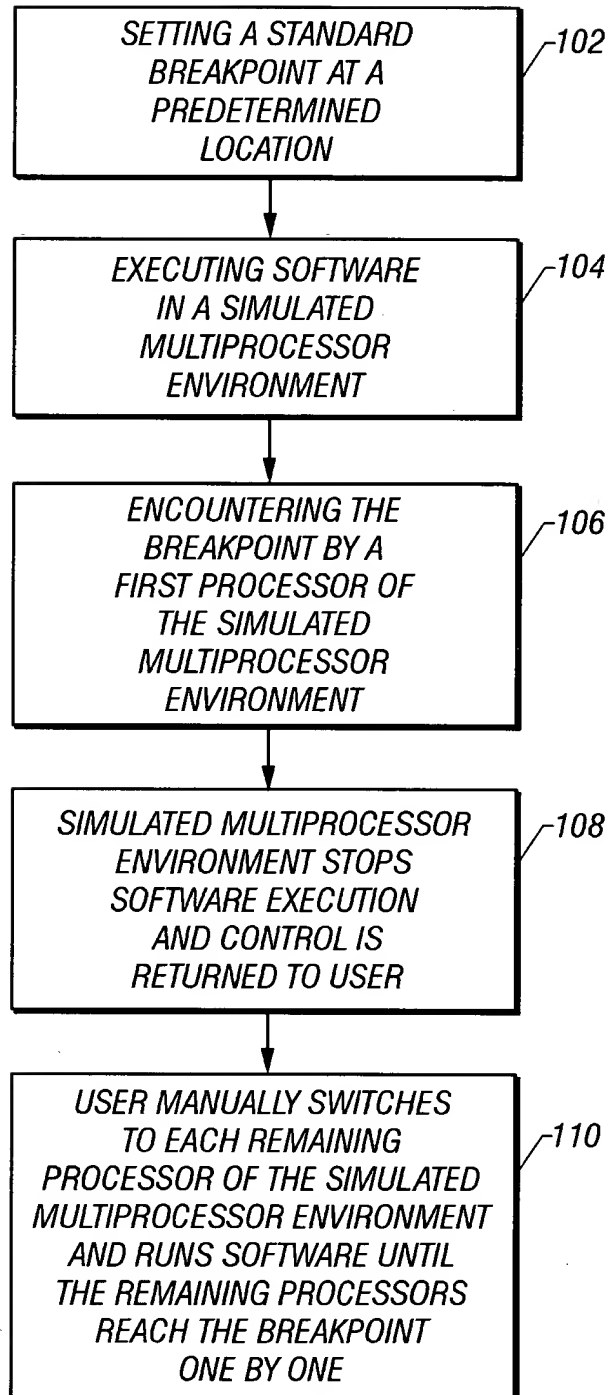 SETTING A STANDARD
BREAKPOINT AT A
PREDETERMINED
LOCATION
102
EXECUTING SOFTWARE
IN A SIMULATED
MULTIPROCESSOR
ENVIRONMENT
104
ENCOUNTERING THE
BREAKPOINT BY A
FIRST PROCESSOR OF
THE SIMULATED
MULTIPROCESSOR
ENVIRONMENT
106
SIMULATED MULTIPROCESSOR
ENVIRONMENT STOPS
SOFTWARE EXECUTION
AND CONTROL IS
RETURNED TO USER
108
USER MANUALLY SWITCHES
TO EACH REMAINING
PROCESSOR OF THE SIMULATED
MULTIPROCESSOR ENVIRONMENT
AND RUNS SOFTWARE UNTIL
THE REMAINING PROCESSORS
REACH THE BREAKPOINT
ONE BY ONE
110